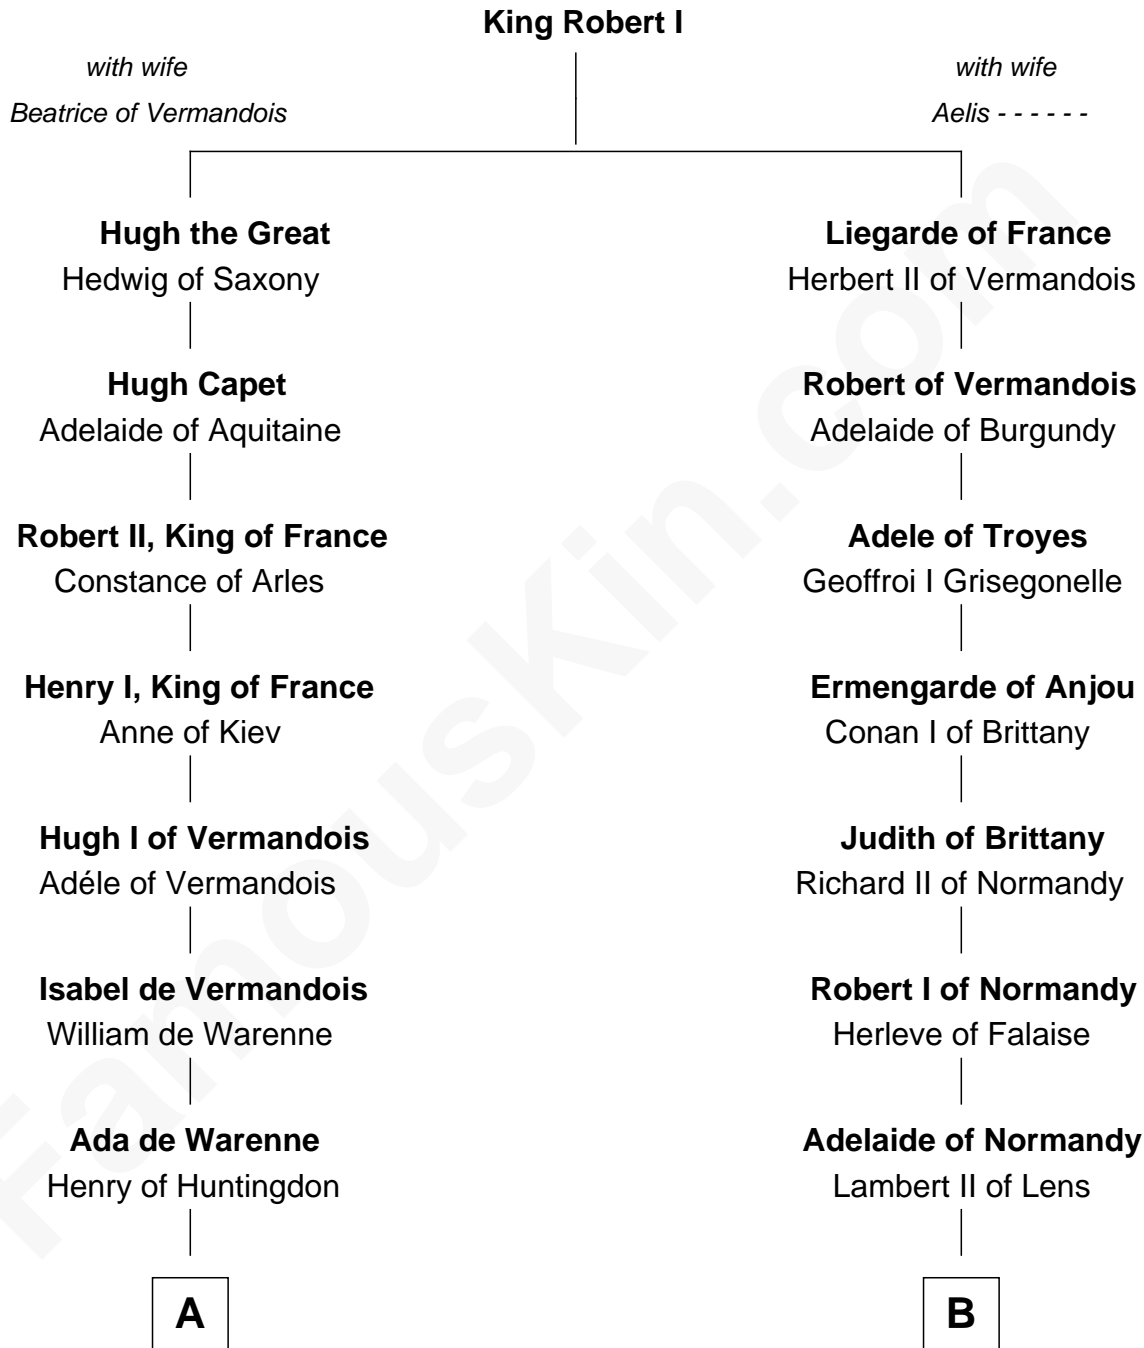 King Robert I
with wife
Beatrice of Vermandois
with wife
Aelis - - - - - -
Hugh the Great
Hedwig of Saxony
Hugh Capet
Adelaide of Aquitaine
Robert II, King of France
Constance of Arles
Henry I, King of France
Anne of Kiev
Hugh I of Vermandois
Adéle of Vermandois
Isabel de Vermandois
William de Warenne
Ada de Warenne
Henry of Huntingdon
A
Liegarde of France
Herbert II of Vermandois
Robert of Vermandois
Adelaide of Burgundy
Adele of Troyes
Geoffroi I Grisegonelle
Ermengarde of Anjou
Conan I of Brittany
Judith of Brittany
Richard II of Normandy
Robert I of Normandy
Herleve of Falaise
Adelaide of Normandy
Lambert II of Lens
B
FamousKin.com